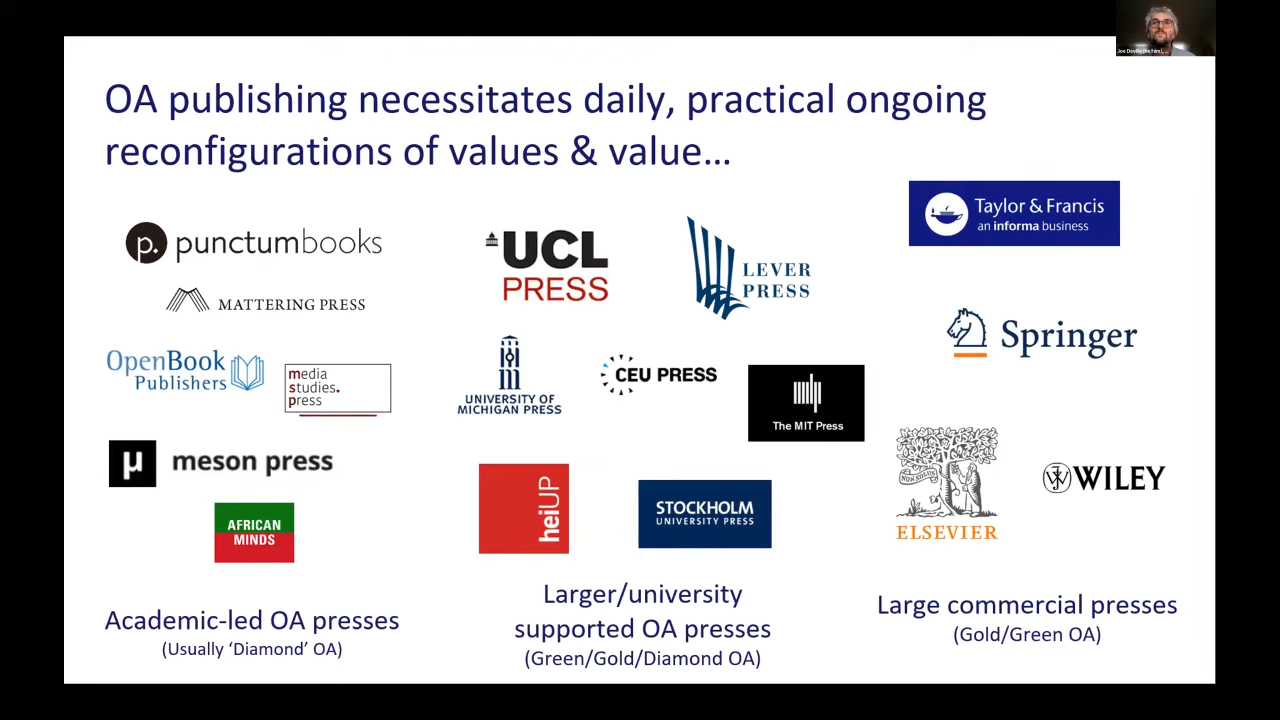 OA publishing necessitates daily, practical ongoing
reconfigurations of values & value…
p.
punctumbooks
MATTERING PRESS
OpenBook
Publishers
media
studies.
press
µ
meson press
AFRICAN
MINDS
Academic-led OA presses
(Usually ‘Diamond’ OA)
UCL
PRESS
LEVER
PRESS
UNIVERSITY OF
MICHIGAN PRESS
CEU PRESS
The MIT Press
heiUP
STOCKHOLM
UNIVERSITY PRESS
Larger/university
supported OA presses
(Green/Gold/Diamond OA)
Taylor & Francis
an informa business
Springer
NON SOLUS
ELSEVIER
WILEY
Large commercial presses
(Gold/Green OA)